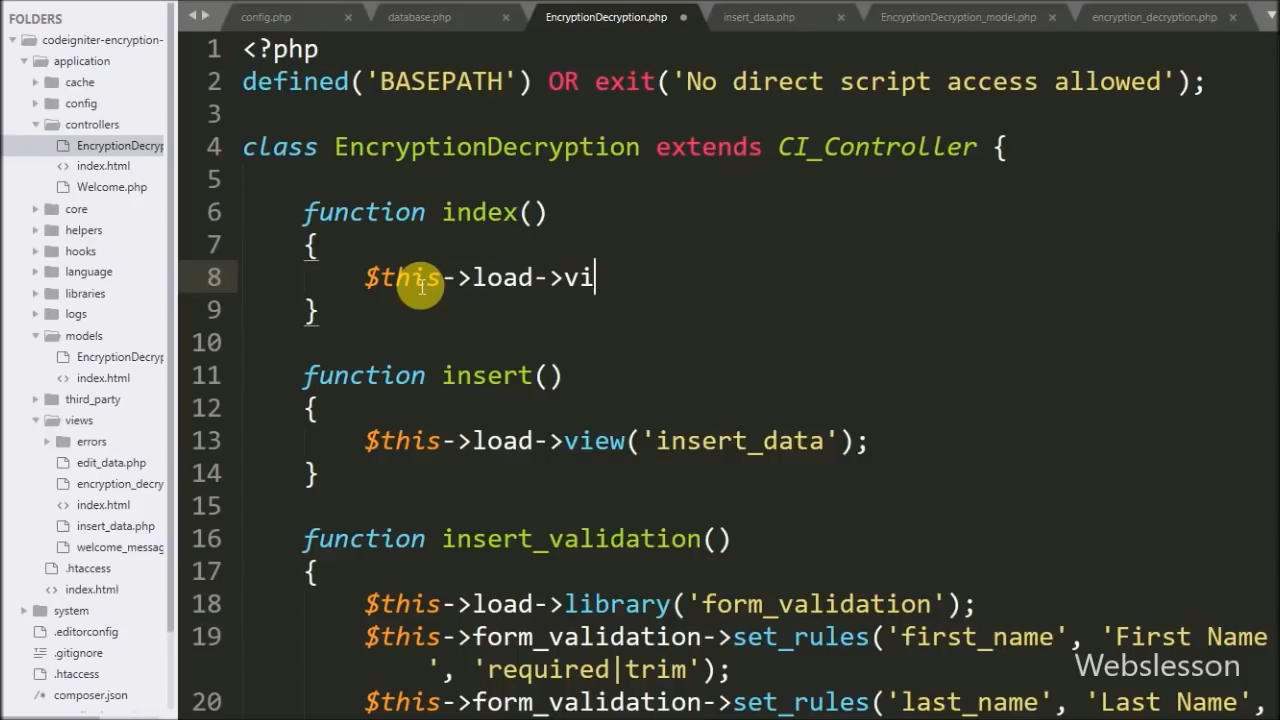 FOLDERS
codeigniter-encryption-
application
cache
config
controllers
EncryptionDecryp
index.html
Welcome.php
core
helpers
hooks
language
libraries
logs
models
EncryptionDecryp
index.html
third_party
views
errors
edit_data.php
encryption_decry
index.html
insert_data.php
welcome_messag
.htaccess
index.html
system
.editorconfig
.gitignore
.htaccess
composer.json
config.php
database.php
EncryptionDecryption.php
insert_data.php
EncryptionDecryption_model.php
encryption_decryption.php
1 <?php
2 defined('BASEPATH') OR exit('No direct script access allowed');
3
4 class EncryptionDecryption extends CI_Controller {
5
6 function index()
7 {
8 $this->load->vi
9 }
10
11 function insert()
12 {
13 $this->load->view('insert_data');
14 }
15
16 function insert_validation()
17 {
18 $this->load->library('form_validation');
19 $this->form_validation->set_rules('first_name', 'First Name
', 'required|trim');
20 $this->form_validation->set_rules('last_name', 'Last Name',
Webslesson